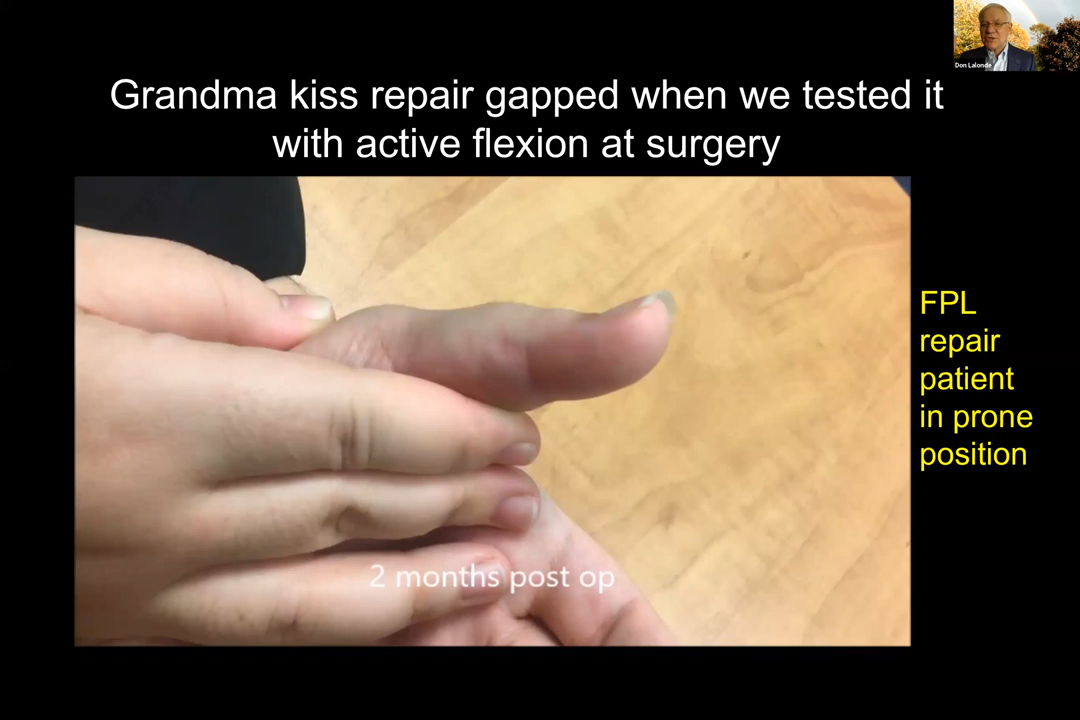 Don Lalonde
Grandma kiss repair gapped when we tested it
with active flexion at surgery
FPL
repair
patient
in prone
position
2 months post op